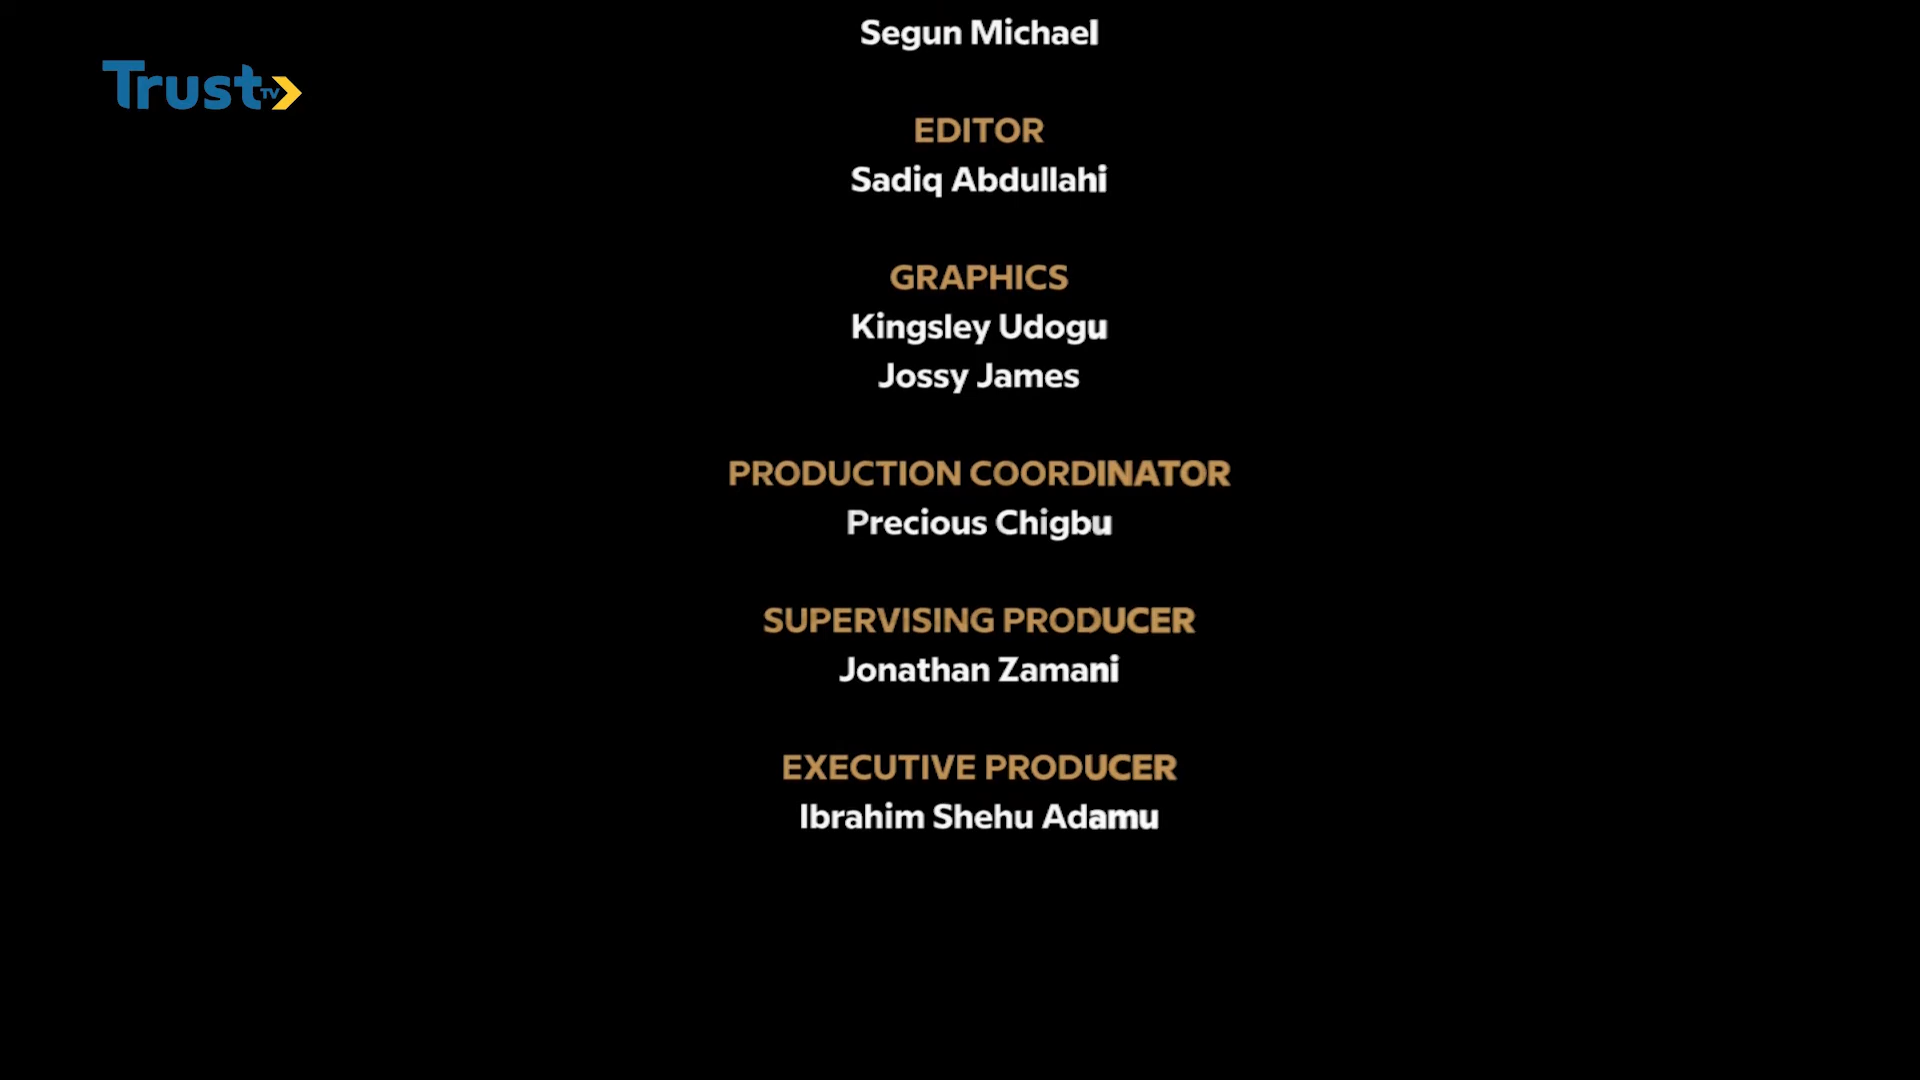 Segun Michael
Trust TV
EDITOR
Sadiq Abdullahi
GRAPHICS
Kingsley Udogu
Jossy James
PRODUCTION COORDINATOR
Precious Chigbu
SUPERVISING PRODUCER
Jonathan Zamani
EXECUTIVE PRODUCER
Ibrahim Shehu Adamu